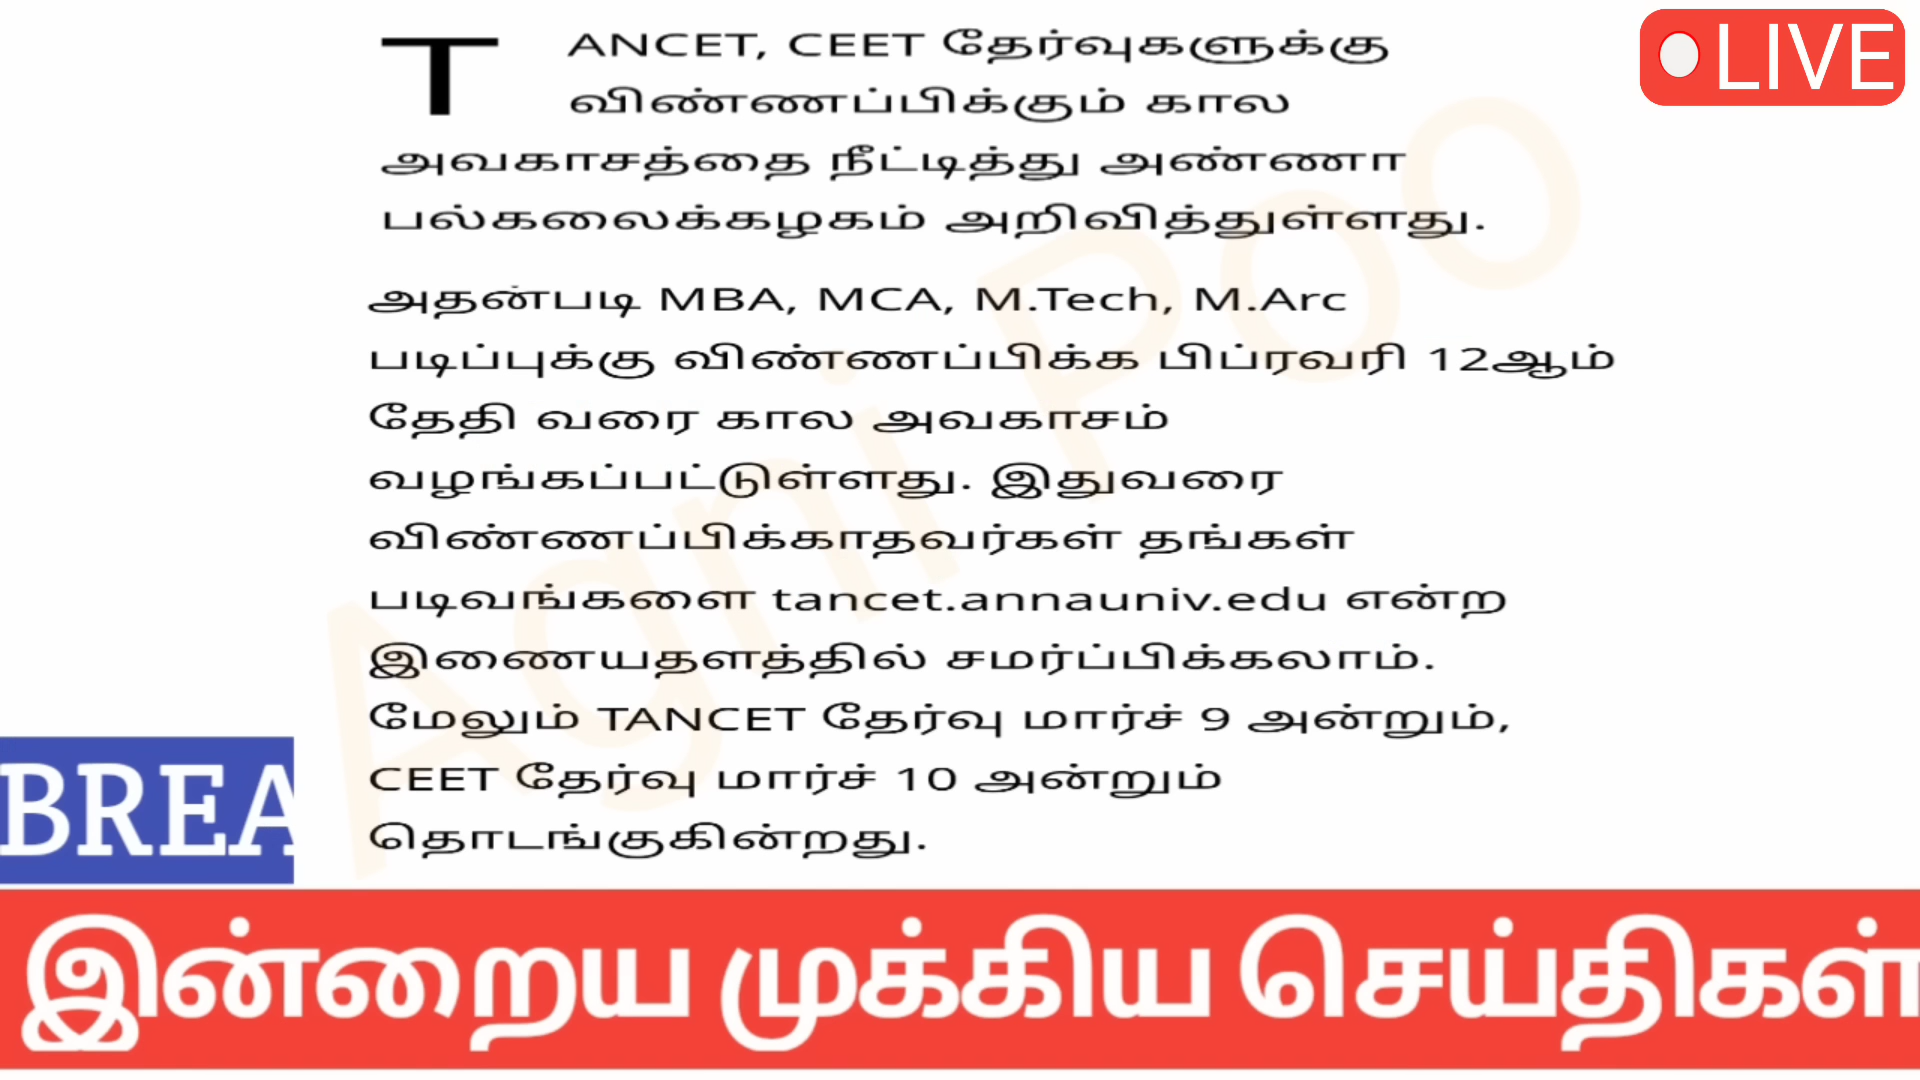 LIVE
TANCET, CEET தேர்வுகளுக்கு
விண்ணப்பிக்கும் கால
அவகாசத்தை நீட்டித்து அண்ணா
பல்கலைக்கழகம் அறிவித்துள்ளது.
அதன்படி MBA, MCA, M.Tech, M.Arc
படிப்புக்கு விண்ணப்பிக்க பிப்ரவரி 12ஆம்
தேதி வரை கால அவகாசம்
வழங்கப்பட்டுள்ளது. இதுவரை
விண்ணப்பிக்காதவர்கள் தங்கள்
படிவங்களை tancet.annauniv.edu என்ற
இணையதளத்தில் சமர்ப்பிக்கலாம்.
மேலும் TANCET தேர்வு மார்ச் 9 அன்றும்,
CEET தேர்வு மார்ச் 10 அன்றும்
தொடங்குகின்றது.
Agni Poo
BREA
இன்றைய முக்கிய செய்திகள்